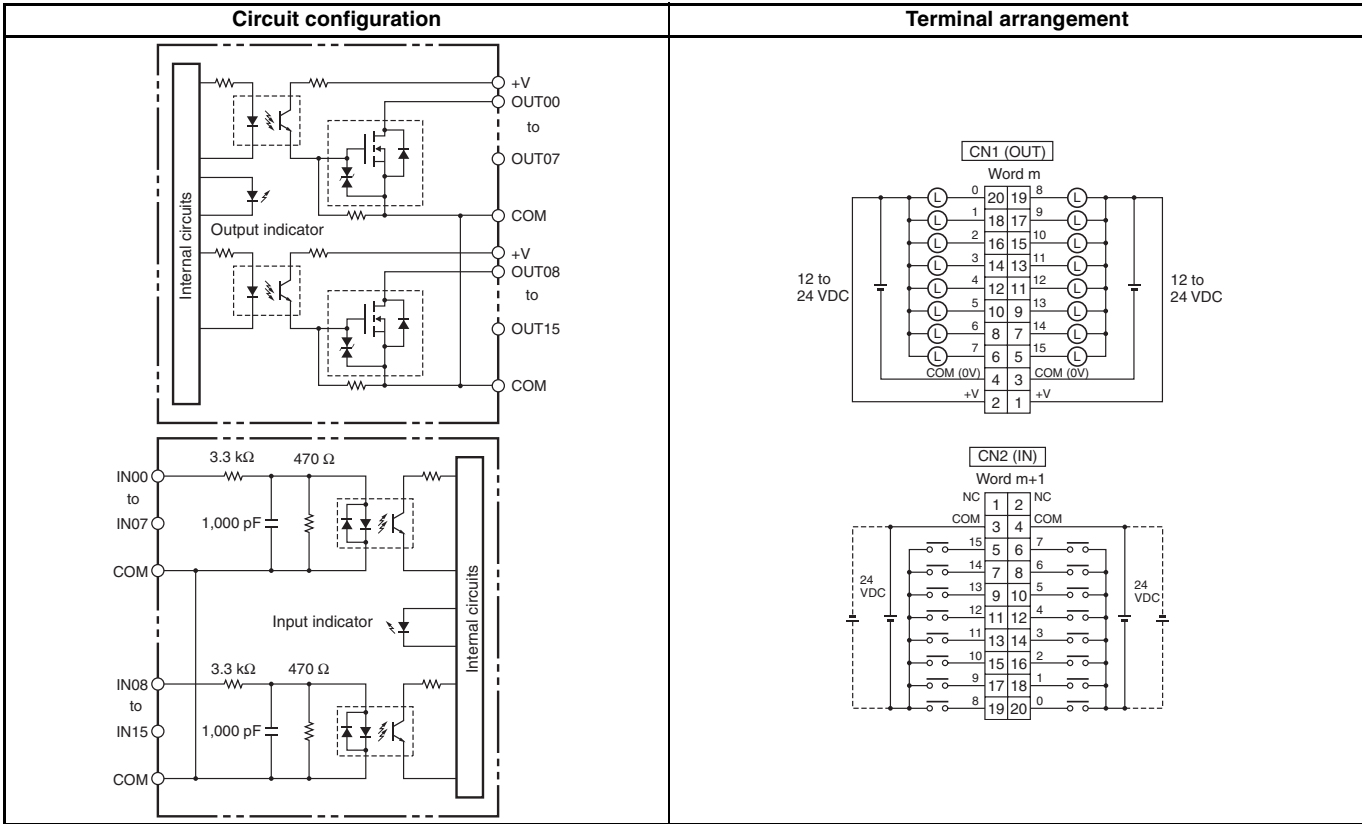 Circuit configuration
Terminal arrangement
Internal circuits
+V
OUT00
to
OUT07
COM
Output indicator
+V
OUT08
to
OUT15
COM
IN00
to
IN07
COM
3.3 kΩ
470 Ω
1,000 pF
Input indicator
Internal circuits
IN08
to
IN15
COM
3.3 kΩ
470 Ω
1,000 pF
CN1 (OUT)
Word m
12 to
24 VDC
12 to
24 VDC
L 0 20 19 8 L
L 1 18 17 9 L
L 2 16 15 10 L
L 3 14 13 11 L
L 4 12 11 12 L
L 5 10 9 13 L
L 6 8 7 14 L
L 7 6 5 15 L
COM (0V) 4 3 COM (0V)
+V 2 1 +V
CN2 (IN)
Word m+1
NC 1 2 NC
COM 3 4 COM
15 5 6 7
14 7 8 6
13 9 10 5
12 11 12 4
11 13 14 3
10 15 16 2
9 17 18 1
8 19 20 0
24
VDC
24
VDC